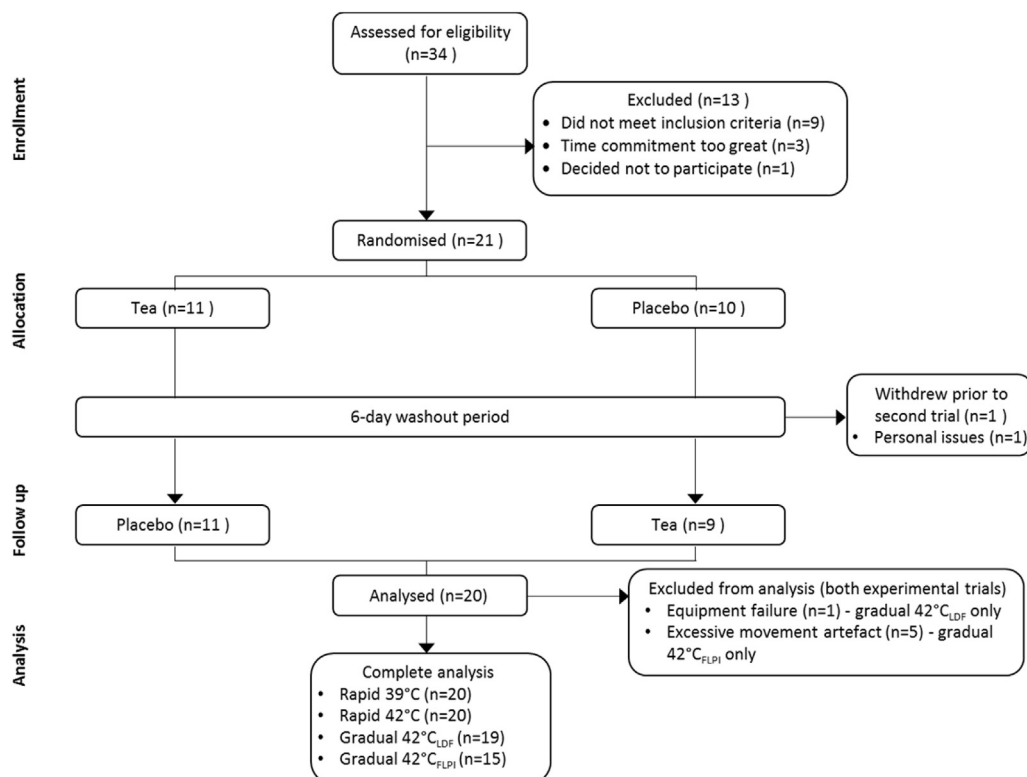 Enrollment
Assessed for eligibility
(n=34 )
Excluded (n=13 )
• Did not meet inclusion criteria (n=9)
• Time commitment too great (n=3)
• Decided not to participate (n=1)
Randomised (n=21 )
Allocation
Tea (n=11 )
Placebo (n=10 )
6-day washout period
Withdrew prior to
second trial (n=1 )
• Personal issues (n=1)
Follow up
Placebo (n=11 )
Tea (n=9 )
Analysis
Analysed (n=20)
Excluded from analysis (both experimental trials)
• Equipment failure (n=1) - gradual 42°CLDF only
• Excessive movement artefact (n=5) - gradual
42°CFLPI only
Complete analysis
• Rapid 39°C (n=20)
• Rapid 42°C (n=20)
• Gradual 42°CLDF (n=19)
• Gradual 42°CFLPI (n=15)